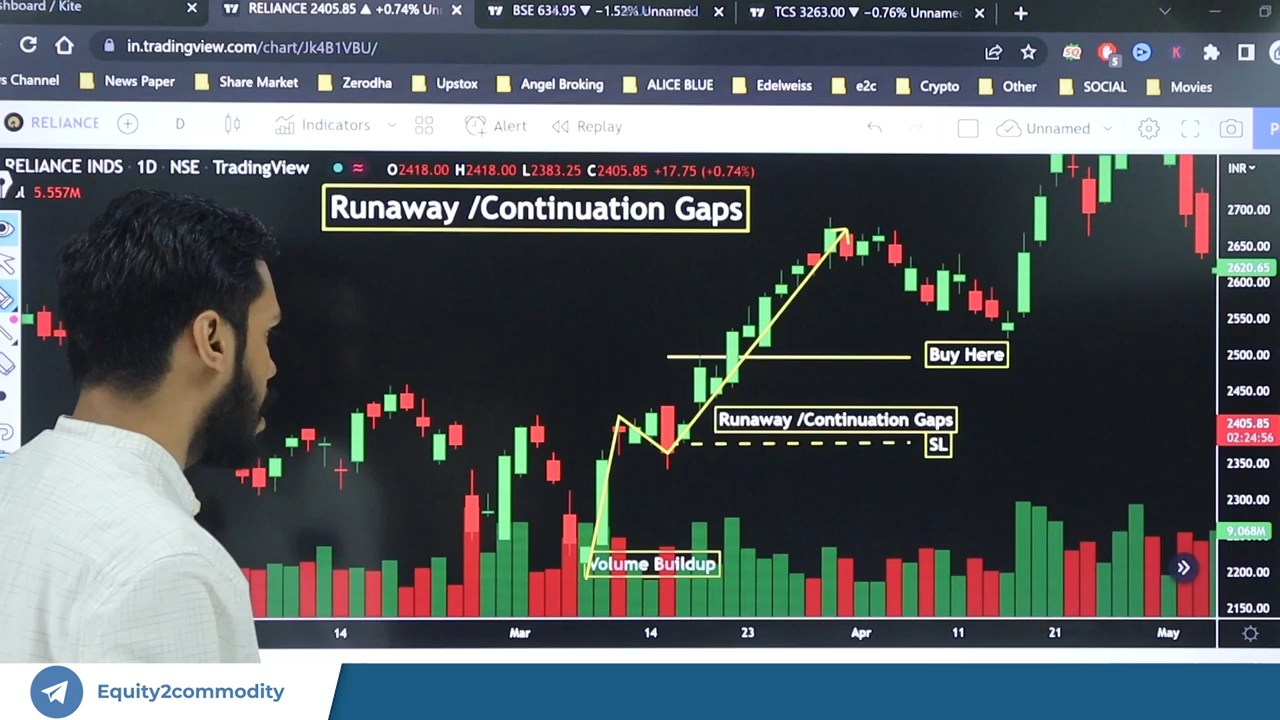 shboard / Kite
RELIANCE 2405.85 ▲ +0.74% Un
BSE 634.95 ▼ −1.52% Unnamed
TCS 3263.00 ▼ −0.76% Unname
in.tradingview.com/chart/Jk4B1VBU/
5
K
s Channel
News Paper
Share Market
Zerodha
Upstox
Angel Broking
ALICE BLUE
Edelweiss
e2c
Crypto
Other
SOCIAL
Movies
RELIANCE
D
Indicators
Alert
Replay
Unnamed
P
RELIANCE INDS · 1D · NSE · TradingView
O2418.00 H2418.00 L2383.25 C2405.85 +17.75 (+0.74%)
INR
5.557M
Runaway /Continuation Gaps
2700.00
2650.00
2620.65
2600.00
2550.00
2500.00
Buy Here
2450.00
Runaway /Continuation Gaps
2405.85
02:24:56
SL
2350.00
2300.00
9.068M
Volume Buildup
2200.00
2150.00
14
Mar
14
23
Apr
11
21
May
Equity2commodity